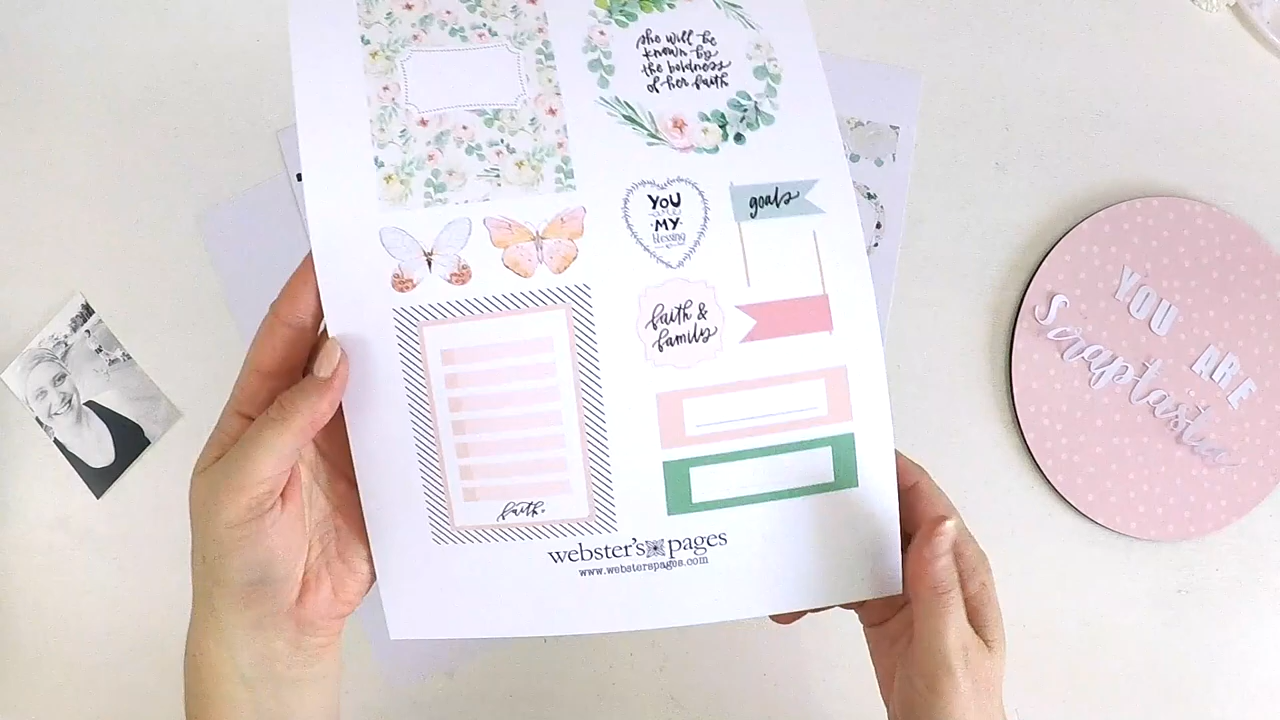 she will be
known by
the boldness
of her faith
YOU
ARE
MY
blessing
goals
faith &
family
faith.
webster's pages
www.websterspages.com
YOU ARE
Scraptastic